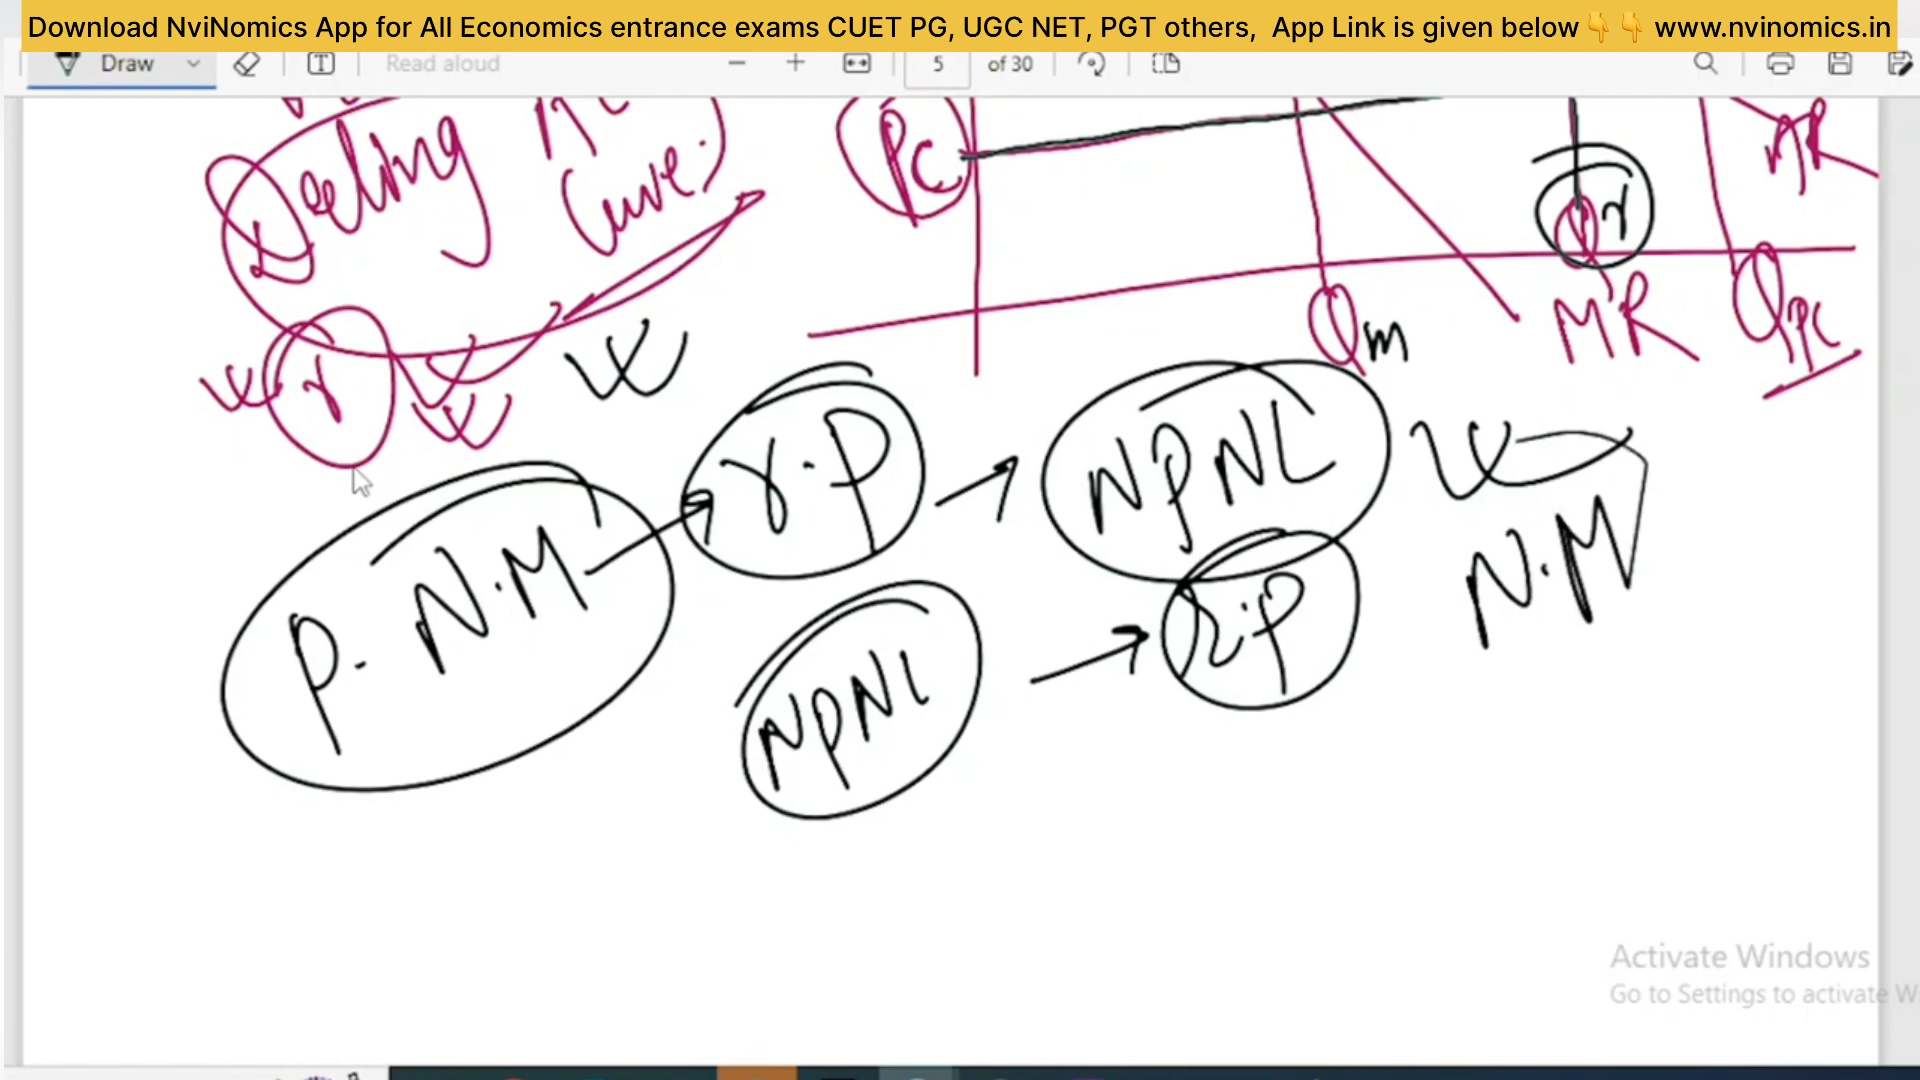 Download NviNomics App for All Economics entrance exams CUET PG, UGC NET, PGT others, App Link is given below👇👇 www.nvinomics.in
Draw Read aloud 5 of 30
Curve.
PC
AR
Qr
MR
Qm
QPC
r
r.P → NPNL
P. N.M
N.M
NPNL → r.P
Activate Windows
Go to Settings to activate W